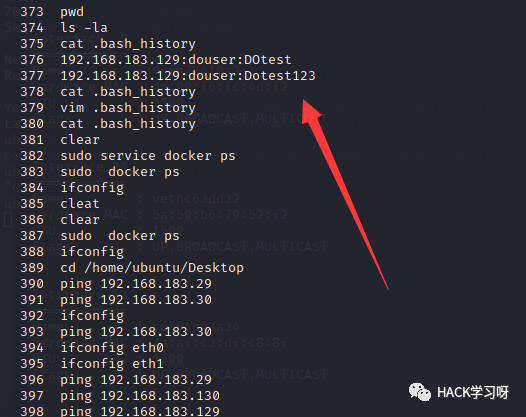 373 pwd
374 ls -la
375 cat .bash_history
376 192.168.183.129:douser:DOtest
377 192.168.183.129:douser:Dotest123
378 cat .bash_history
379 vim .bash_history
380 cat .bash_history
381 clear
382 sudo service docker ps
383 sudo  docker ps
384 ifconfig
385 cleat
386 clear
387 sudo  docker ps
388 ifconfig
389 cd /home/ubuntu/Desktop
390 ping 192.168.183.29
391 ping 192.168.183.30
392 ifconfig
393 ping 192.168.183.30
394 ifconfig eth0
395 ifconfig eth1
396 ping 192.168.183.29
397 ping 192.168.183.130
398 ping 192.168.183.129
HACK学习呀